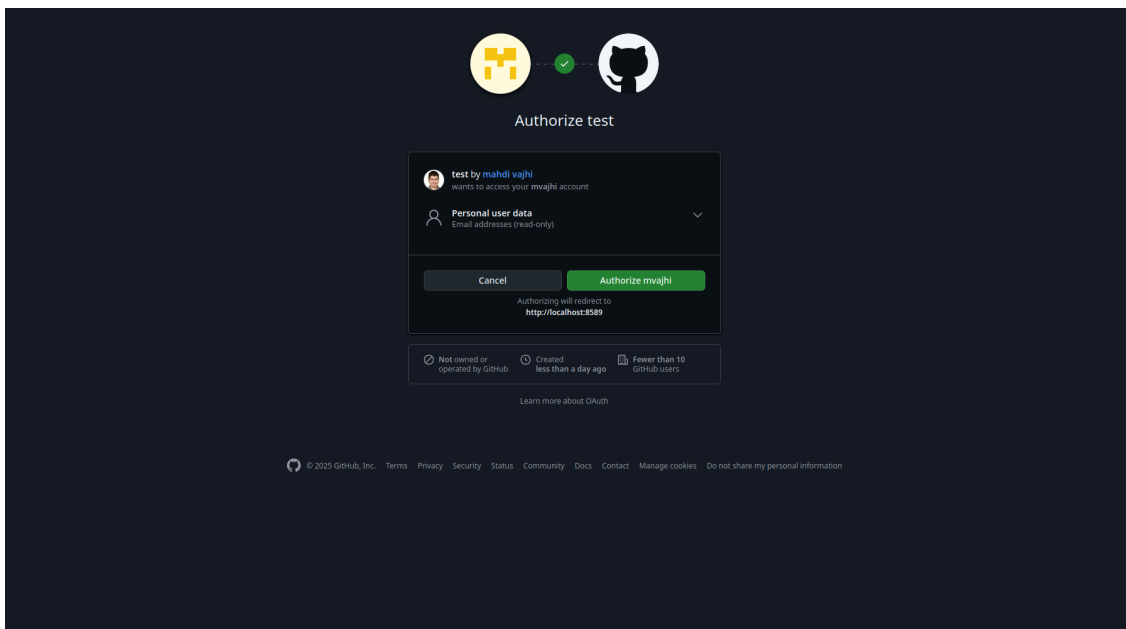 Authorize test
test by mahdi vajhi
wants to access your mvajhi account
Personal user data
Email addresses (read-only)
Cancel
Authorize mvajhi
Authorizing will redirect to
http://localhost:8589
Not owned or
operated by GitHub
Created
less than a day ago
Fewer than 10
GitHub users
Learn more about OAuth
© 2025 GitHub, Inc. Terms Privacy Security Status Community Docs Contact Manage cookies Do not share my personal information